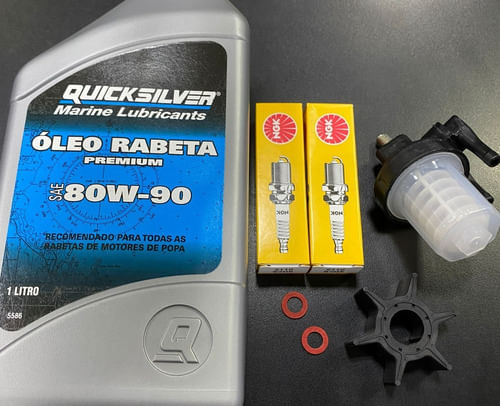 QUICKSILVER®
Marine Lubricants
ÓLEO RABETA
PREMIUM
SAE 80W-90
"RECOMENDADO PARA TODAS AS
RABETAS DE MOTORES DE POPA"
1 LITRO
5586
NGK
NGK